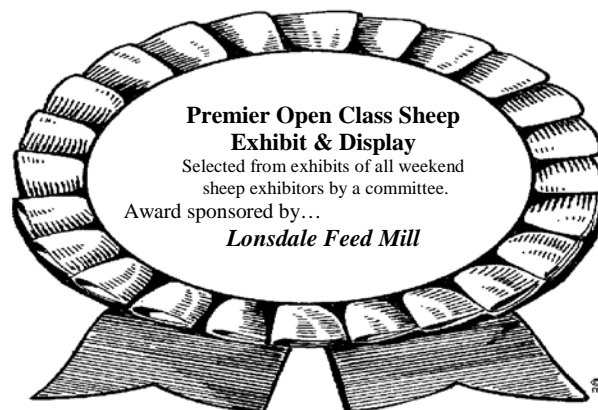 Premier Open Class Sheep
Exhibit & Display
Selected from exhibits of all weekend
sheep exhibitors by a committee.
Award sponsored by…
Lonsdale Feed Mill